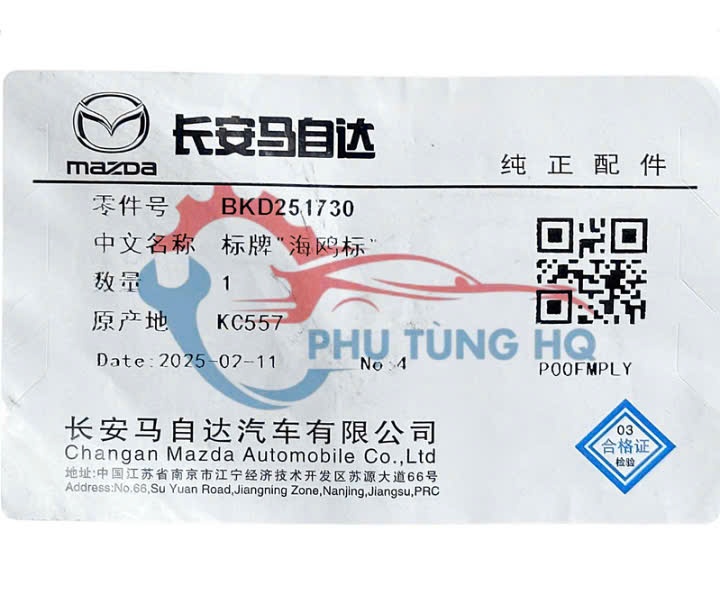 mazda
长安马自达
纯正配件
零件号 BKD251730
中文名称 标牌"海鸥标"
数量 1
原产地 KC557
Date:2025-02-11 No:4
P00FMPLY
PHỤ TÙNG HQ
长安马自达汽车有限公司
Changan Mazda Automobile Co.,Ltd
地址:中国江苏省南京市江宁经济技术开发区苏源大道66号
Address:No.66,Su Yuan Road,Jiangning Zone,Nanjing,Jiangsu,PRC
03
合格证
检验